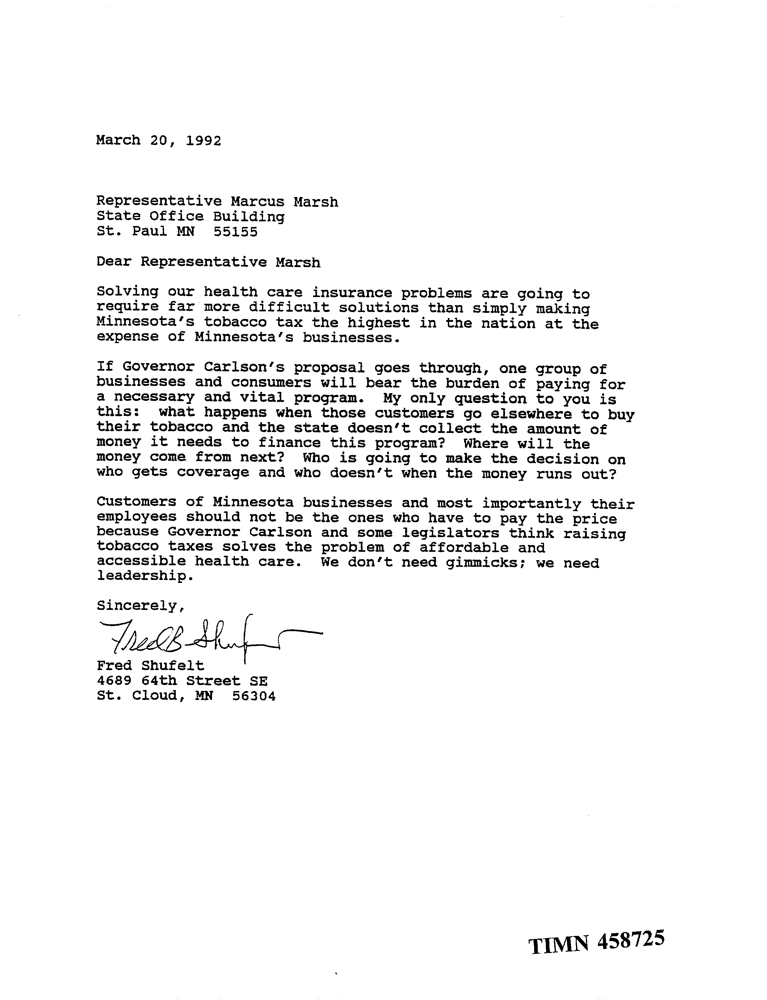 March 20, 1992
Representative Marcus Marsh
State Office Building
St. Paul MN  55155
Dear Representative Marsh
Solving our health care insurance problems are going to
require far more difficult solutions than simply making
Minnesota's tobacco tax the highest in the nation at the
expense of Minnesota's businesses.
If Governor Carlson's proposal goes through, one group of
businesses and consumers will bear the burden of paying for
a necessary and vital program.  My only question to you is
this:  what happens when those customers go elsewhere to buy
their tobacco and the state doesn't collect the amount of
money it needs to finance this program?  Where will the
money come from next?  Who is going to make the decision on
who gets coverage and who doesn't when the money runs out?
Customers of Minnesota businesses and most importantly their
employees should not be the ones who have to pay the price
because Governor Carlson and some legislators think raising
tobacco taxes solves the problem of affordable and
accessible health care.  We don't need gimmicks; we need
leadership.
Sincerely,
Fred B Shuf
Fred Shufelt
4689 64th Street SE
St. Cloud, MN  56304
TIMN 458725